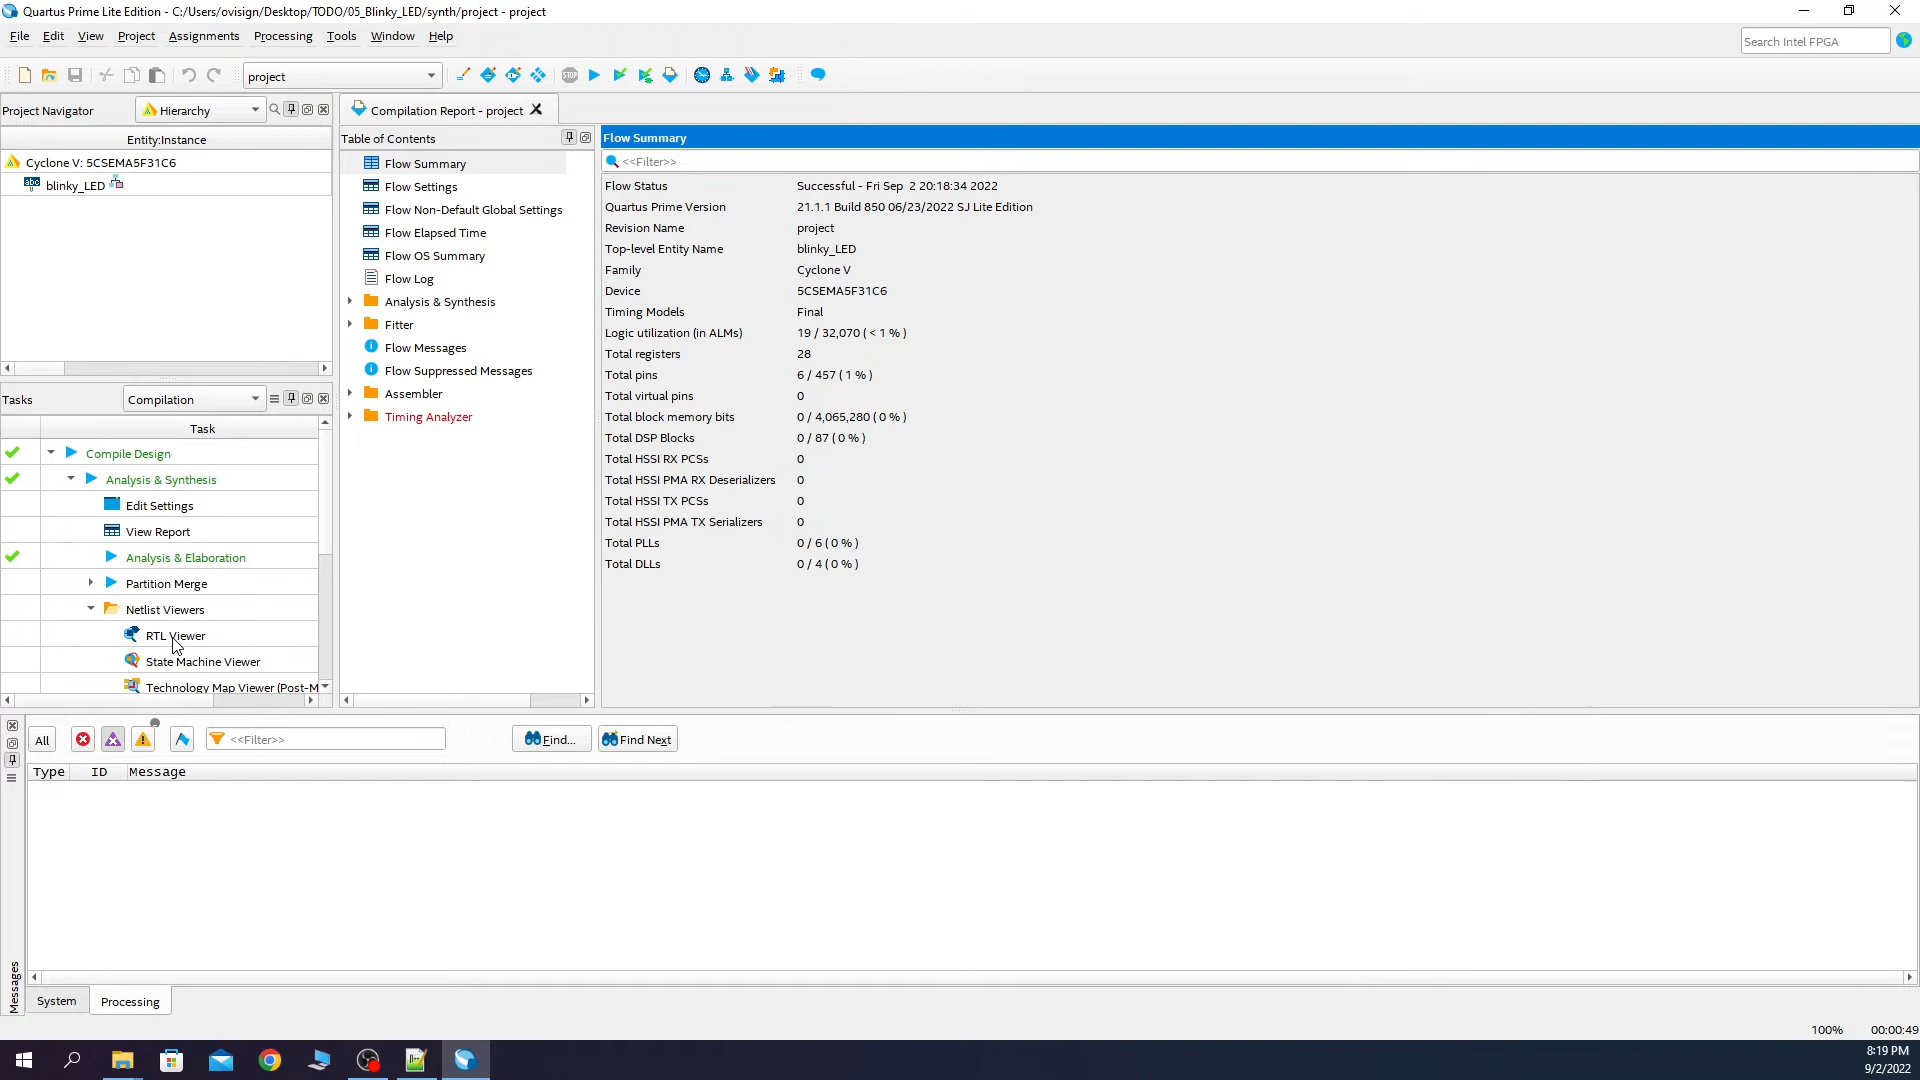 Quartus Prime Lite Edition - C:/Users/ovisign/Desktop/TODO/05_Blinky_LED/synth/project - project
File Edit View Project Assignments Processing Tools Window Help
Search Intel FPGA
project
STOP
Project Navigator
Hierarchy
Entity:Instance
Cyclone V: 5CSEMA5F31C6
abc blinky_LED
Tasks
Compilation
Task
Compile Design
Analysis & Synthesis
Edit Settings
View Report
Analysis & Elaboration
Partition Merge
Netlist Viewers
RTL Viewer
State Machine Viewer
Technology Map Viewer (Post-M
Compilation Report - project
Table of Contents
Flow Summary
Flow Settings
Flow Non-Default Global Settings
Flow Elapsed Time
Flow OS Summary
Flow Log
Analysis & Synthesis
Fitter
Flow Messages
Flow Suppressed Messages
Assembler
Timing Analyzer
Flow Summary
<<Filter>>
Flow Status Successful - Fri Sep 2 20:18:34 2022
Quartus Prime Version 21.1.1 Build 850 06/23/2022 SJ Lite Edition
Revision Name project
Top-level Entity Name blinky_LED
Family Cyclone V
Device 5CSEMA5F31C6
Timing Models Final
Logic utilization (in ALMs) 19 / 32,070 ( < 1 % )
Total registers 28
Total pins 6 / 457 ( 1 % )
Total virtual pins 0
Total block memory bits 0 / 4,065,280 ( 0 % )
Total DSP Blocks 0 / 87 ( 0 % )
Total HSSI RX PCSs 0
Total HSSI PMA RX Deserializers 0
Total HSSI TX PCSs 0
Total HSSI PMA TX Serializers 0
Total PLLs 0 / 6 ( 0 % )
Total DLLs 0 / 4 ( 0 % )
All
<<Filter>>
Find...
Find Next
Type ID Message
Messages
System Processing
100% 00:00:49
8:19 PM
9/2/2022